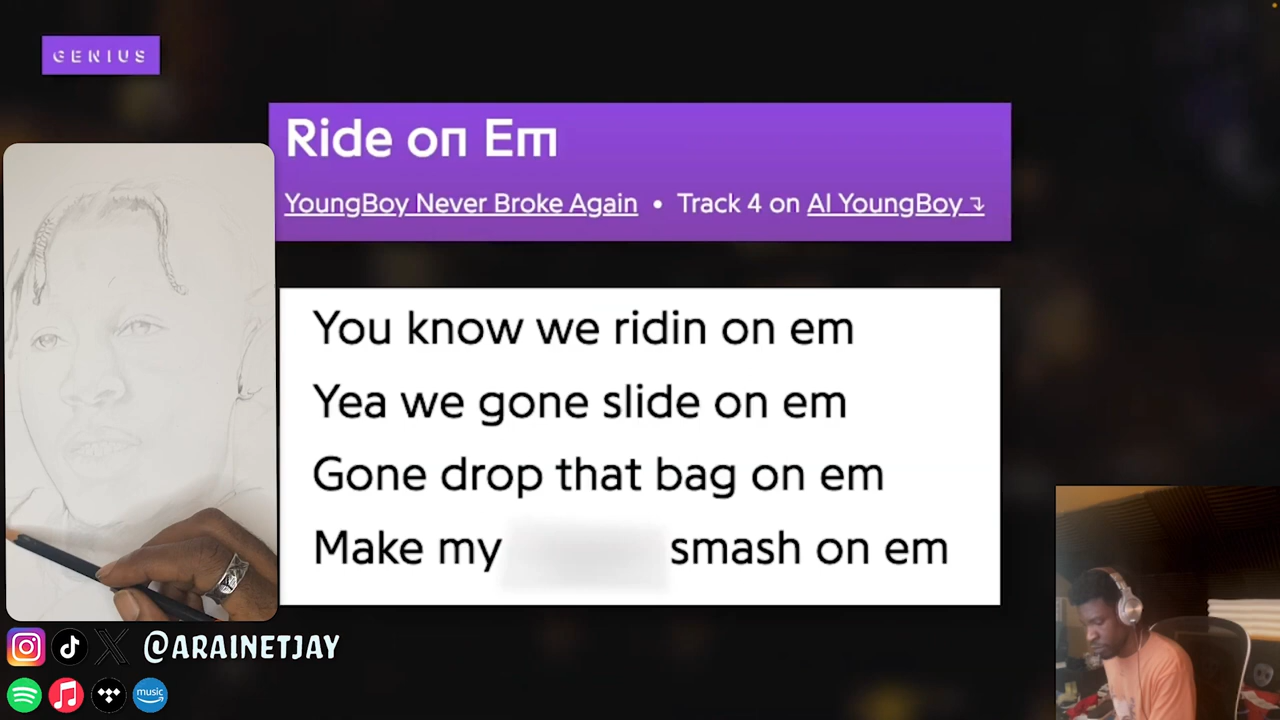 GENIUS
Ride on Em
YoungBoy Never Broke Again • Track 4 on AI YoungBoy
You know we ridin on em
Yea we gone slide on em
Gone drop that bag on em
Make my smash on em
@ARAINETJAY
music